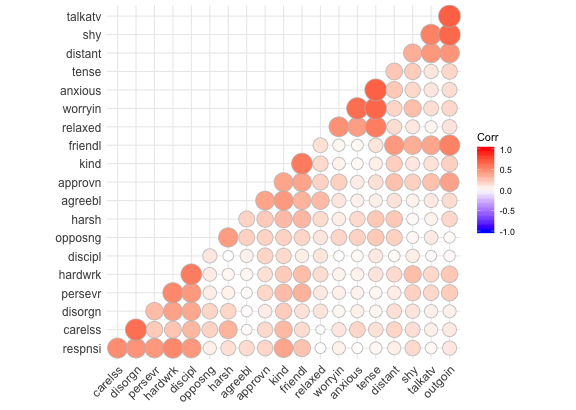 talkatv
shy
distant
tense
anxious
worryin
relaxed
friendl
kind
approvn
agreebl
harsh
opposng
discipl
hardwrk
persevr
disorgn
carelss
respnsi
carelss
disorgn
persevr
hardwrk
discipl
opposng
harsh
agreebl
approvn
kind
friendl
relaxed
worryin
anxious
tense
distant
shy
talkatv
outgoin
Corr
1.0
0.5
0.0
-0.5
-1.0